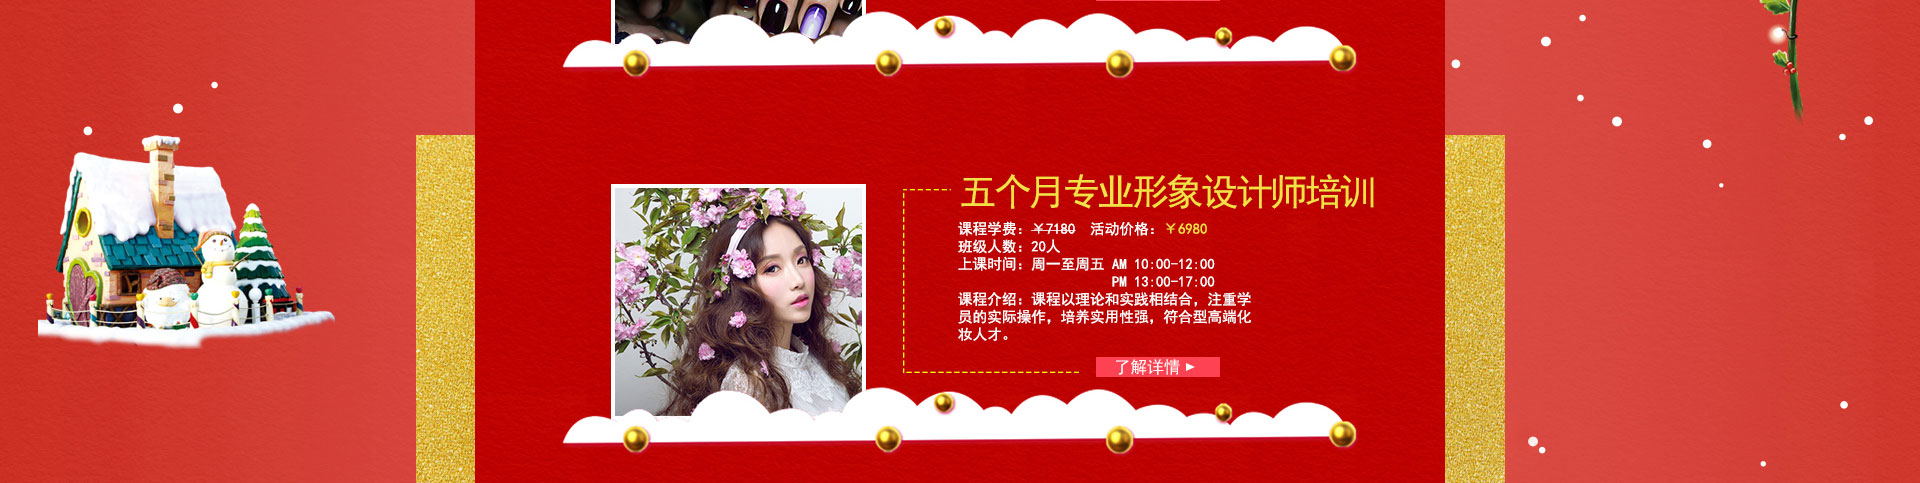 五个月专业形象设计师培训
课程学费：￥7180 活动价格：￥6980
班级人数：20人
上课时间：周一至周五 AM 10:00-12:00
PM 13:00-17:00
课程介绍：课程以理论和实践相结合，注重学
员的实际操作，培养实用性强，符合型高端化
妆人才。
了解详情 ▶